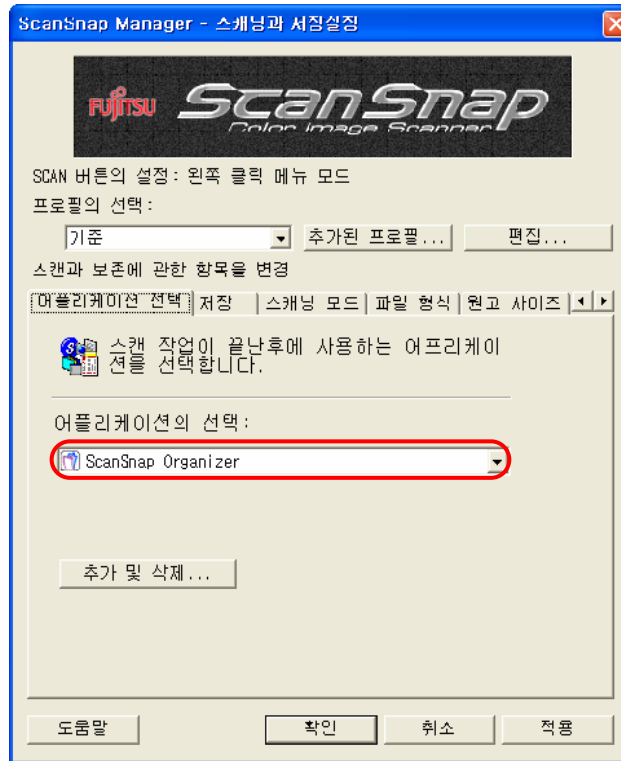 ScanSnap Manager - 스캐닝과 서장실징
FUJITSU ScanSnap
Color Image Scanner
SCAN 버튼의 설정: 왼쪽 클릭 메뉴 모드
프로필의 선택:
기준 추가된 프로필... 편집...
스캔과 보존에 관한 항목을 변경
어플리케이션 선택 저장 스캐닝 모드 파일 형식 원고 사이즈
스캔 작업이 끝난후에 사용하는 어프리케이
션을 선택합니다.
어플리케이션의 선택:
ScanSnap Organizer
추가 및 삭제...
도움말 확인 취소 적용